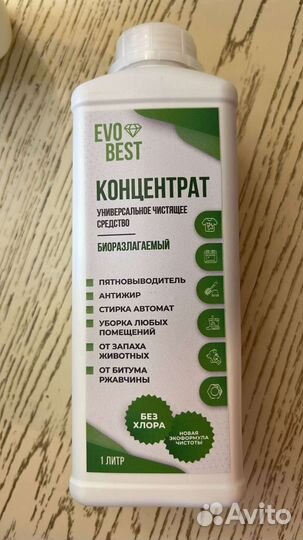 EVO
BEST
КОНЦЕНТРАТ
УНИВЕРСАЛЬНОЕ ЧИСТЯЩЕЕ
СРЕДСТВО
БИОРАЗЛАГАЕМЫЙ
ПЯТНОВЫВОДИТЕЛЬ
АНТИЖИР
СТИРКА АВТОМАТ
УБОРКА ЛЮБЫХ
ПОМЕЩЕНИЙ
ОТ ЗАПАХА
ЖИВОТНЫХ
ОТ БИТУМА
РЖАВЧИНЫ
БЕЗ
ХЛОРА
НОВАЯ
ЭКОФОРМУЛА
ЧИСТОТЫ
1 ЛИТР
Avito